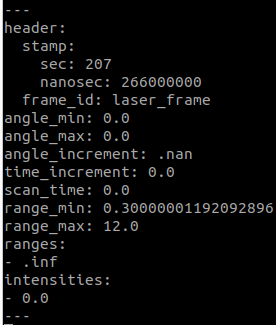 ---
header:
  stamp:
    sec: 207
    nanosec: 266000000
  frame_id: laser_frame
angle_min: 0.0
angle_max: 0.0
angle_increment: .nan
time_increment: 0.0
scan_time: 0.0
range_min: 0.30000001192092896
range_max: 12.0
ranges:
- .inf
intensities:
- 0.0
---